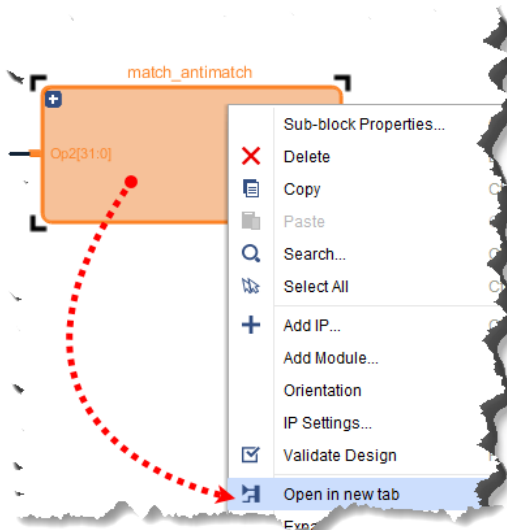 match_antimatch
Op2[31:0]
Sub-block Properties...
Delete
Copy
Paste
Search...
Select All
Add IP...
Add Module...
Orientation
IP Settings...
Validate Design
Open in new tab